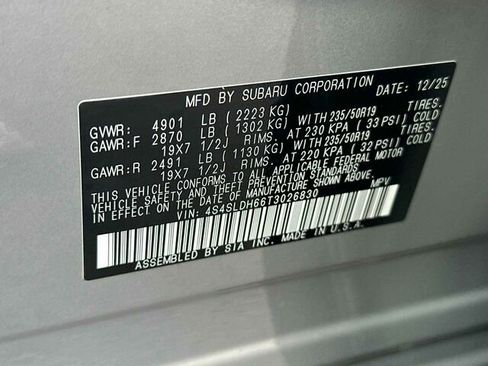 MFD BY SUBARU CORPORATION DATE: 12/25
GVWR: 4901 LB (2223 KG)
GAWR:F 2870 LB (1302 KG) WITH 235/50R19 TIRES.
19X7 1/2J RIMS. AT 230 KPA (33 PSI) COLD
GAWR:R 2491 LB (1130 KG) WITH 235/50R19 TIRES.
19X7 1/2J RIMS. AT 220 KPA (32 PSI) COLD
THIS VEHICLE CONFORMS TO ALL APPLICABLE FEDERAL MOTOR
VEHICLE SAFETY, BUMPER, AND THEFT PREVENTION STANDARDS
IN EFFECT ON THE DATE OF MANUFACTURE SHOWN ABOVE.
VIN: 4S4SLDH66T3026830 MPV
ASSEMBLED BY SIA INC. MADE IN U.S.A.